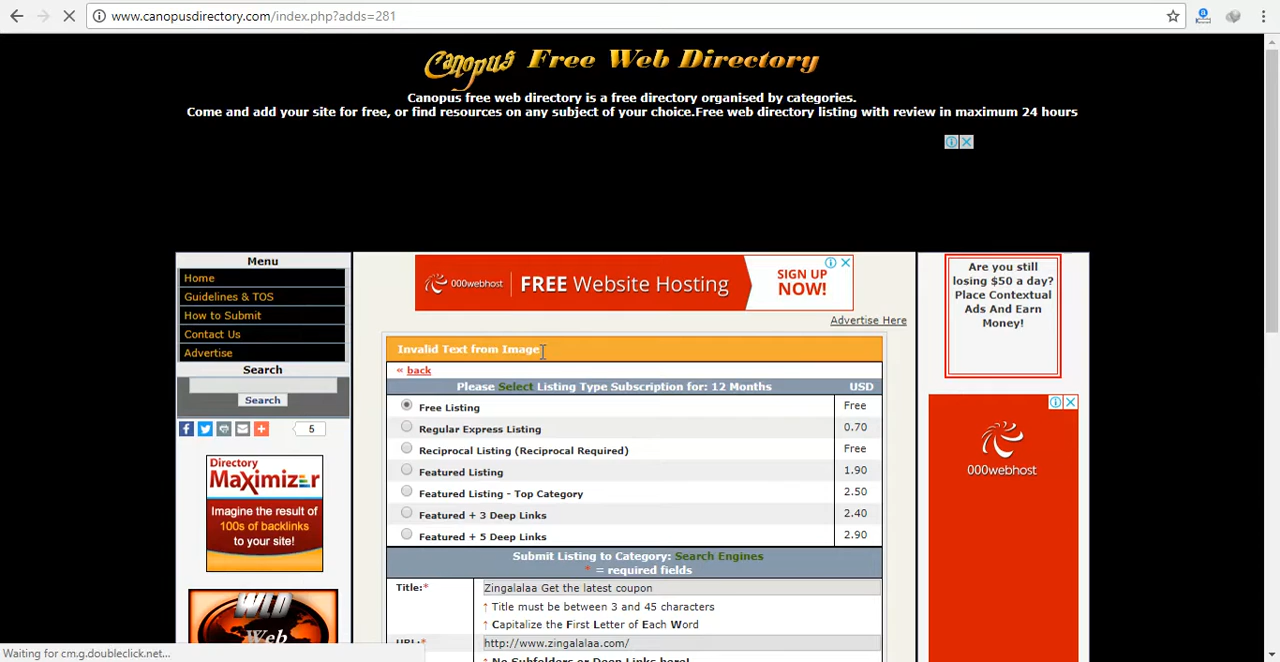 www.canopusdirectory.com/index.php?adds=281
Canopus Free Web Directory
Canopus free web directory is a free directory organised by categories.
Come and add your site for free, or find resources on any subject of your choice.Free web directory listing with review in maximum 24 hours
Menu
Home
Guidelines & TOS
How to Submit
Contact Us
Advertise
Search
Search
5
Directory
Maximizer
Imagine the result of
100s of backlinks
to your site!
WLD
Web
000webhost
FREE Website Hosting
SIGN UP
NOW!
Advertise Here
Invalid Text from Image
« back
Please Select Listing Type Subscription for: 12 Months USD
Free Listing Free
Regular Express Listing 0.70
Reciprocal Listing (Reciprocal Required) Free
Featured Listing 1.90
Featured Listing - Top Category 2.50
Featured + 3 Deep Links 2.40
Featured + 5 Deep Links 2.90
Submit Listing to Category: Search Engines
* = required fields
Title:* Zingalalaa Get the latest coupon
↑ Title must be between 3 and 45 characters
↑ Capitalize the First Letter of Each Word
URL:* http://www.zingalalaa.com/
↑ No Subfolders or Deep Links here!
Are you still
losing $50 a day?
Place Contextual
Ads And Earn
Money!
000webhost
Waiting for cm.g.doubleclick.net...